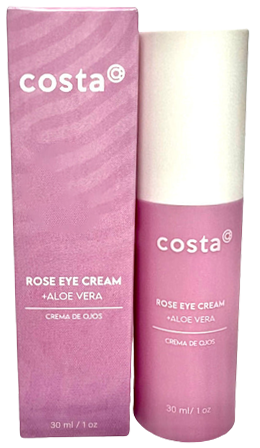 costa
ROSE EYE CREAM
+ALOE VERA
CREMA DE OJOS
30 ml / 1 oz
costa
ROSE EYE CREAM
+ALOE VERA
CREMA DE OJOS
30 ml / 1 oz